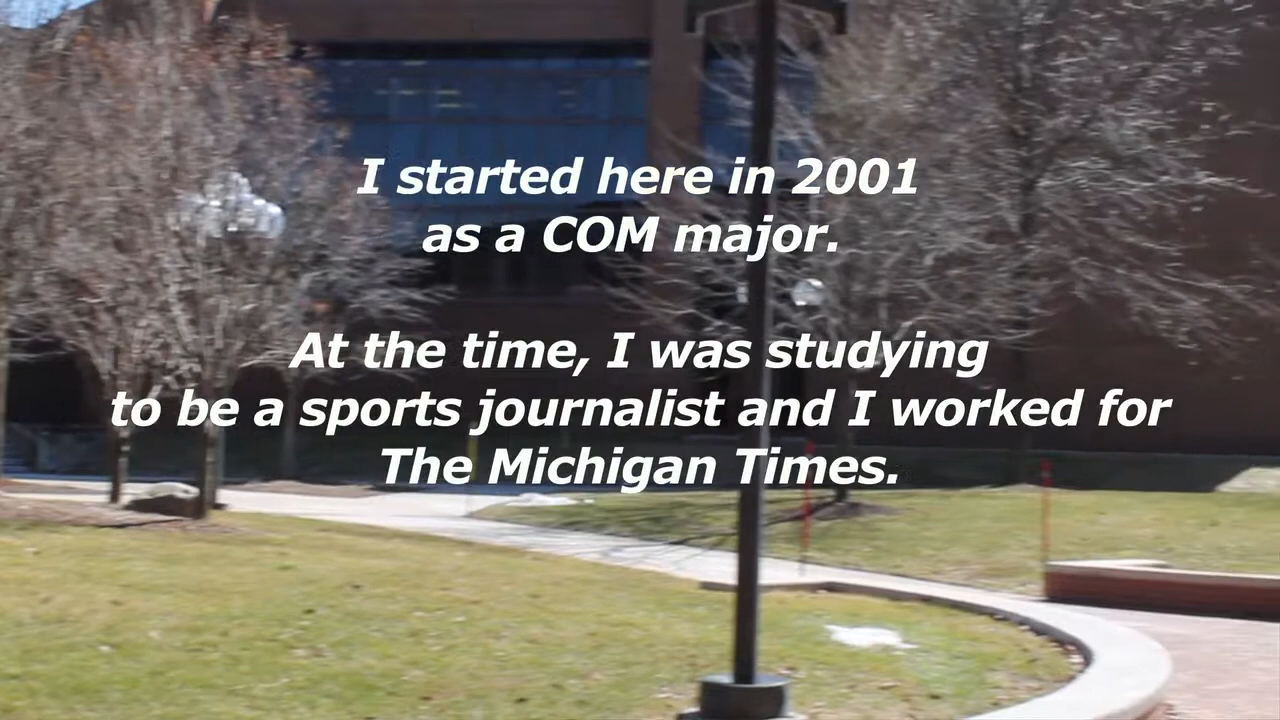 I started here in 2001
as a COM major.
At the time, I was studying
to be a sports journalist and I worked for
The Michigan Times.